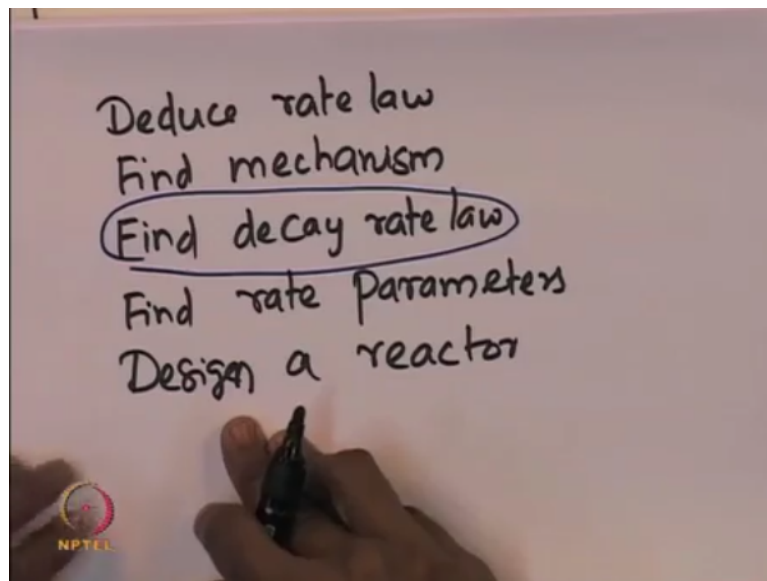 Deduce rate law
Find mechanism
Find decay rate law
Find rate parameters
Design a reactor
NPTEL